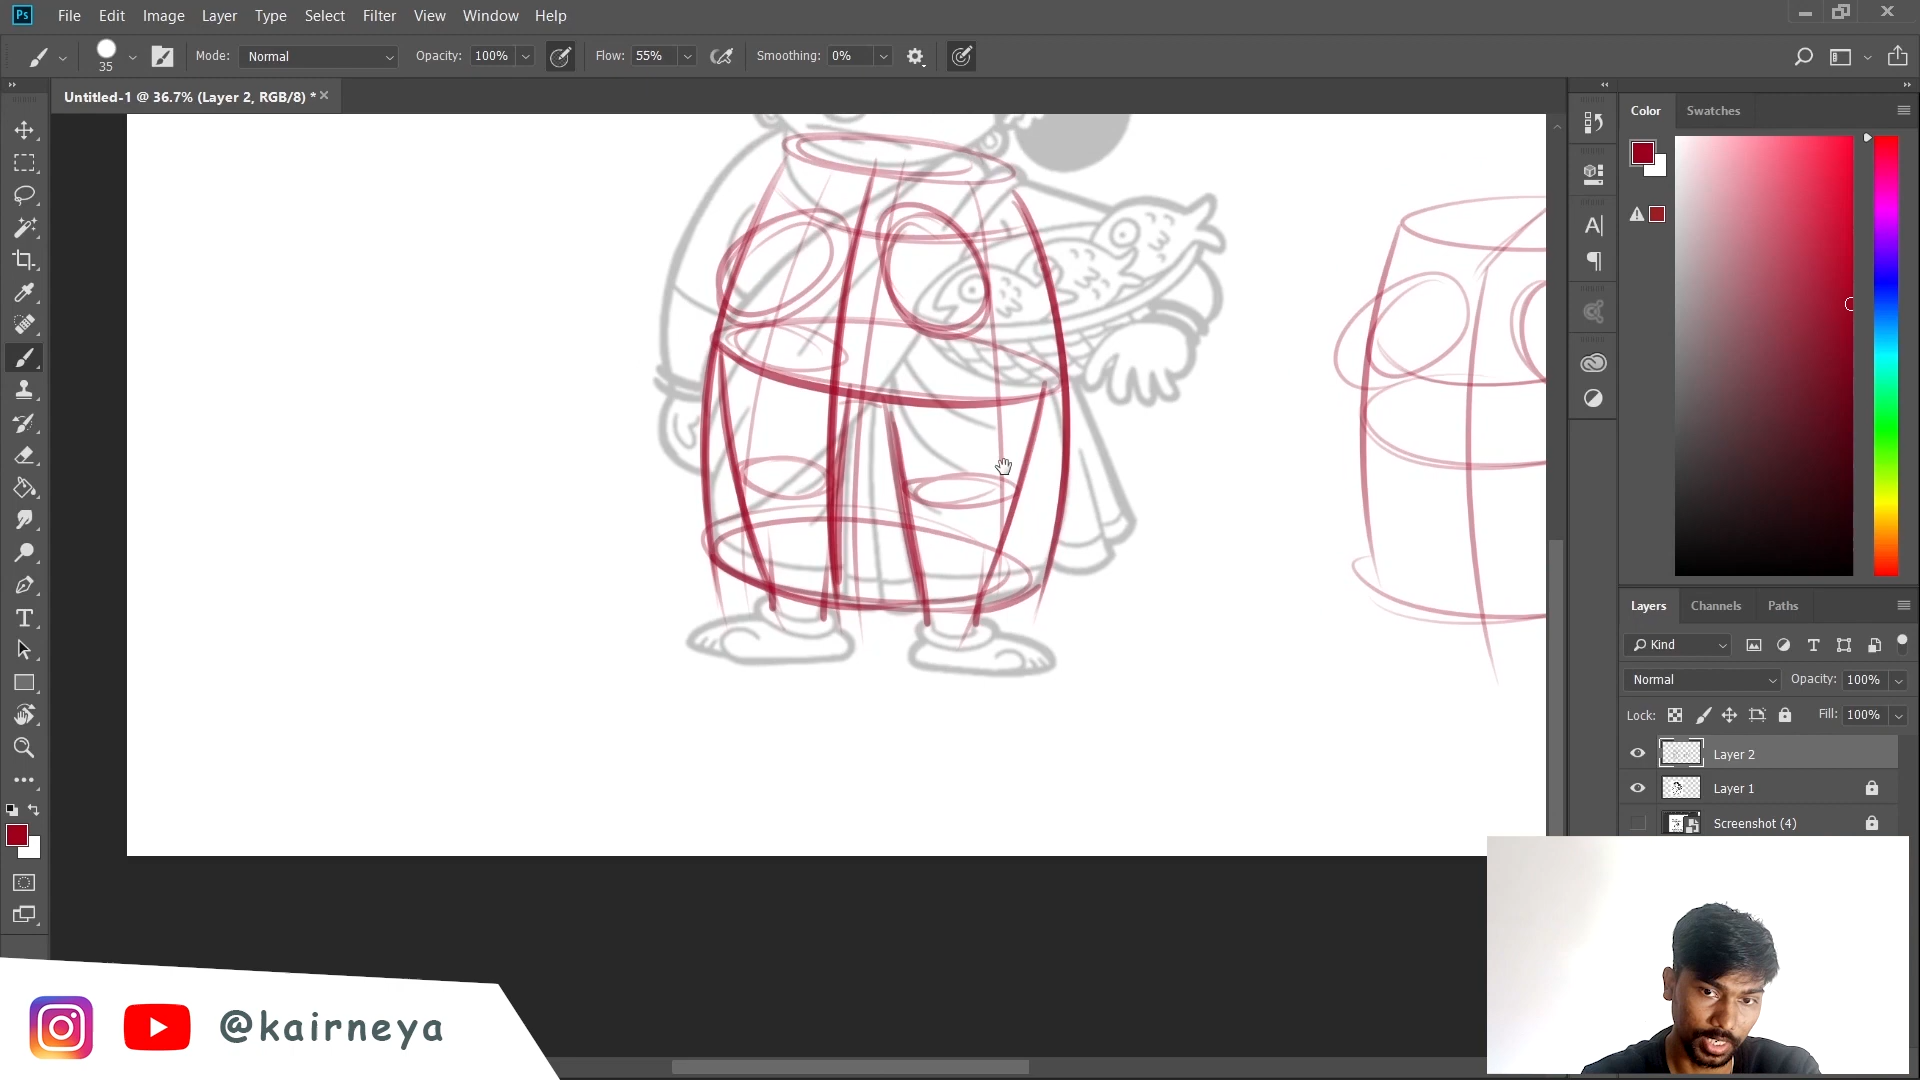 Ps File Edit Image Layer Type Select Filter View Window Help
35 Mode: Normal Opacity: 100% Flow: 55% Smoothing: 0%
Untitled-1 @ 36.7% (Layer 2, RGB/8) *
Color Swatches
Layers Channels Paths
Kind
Normal Opacity: 100%
Lock: Fill: 100%
Layer 2
Layer 1
Screenshot (4)
@kairneya